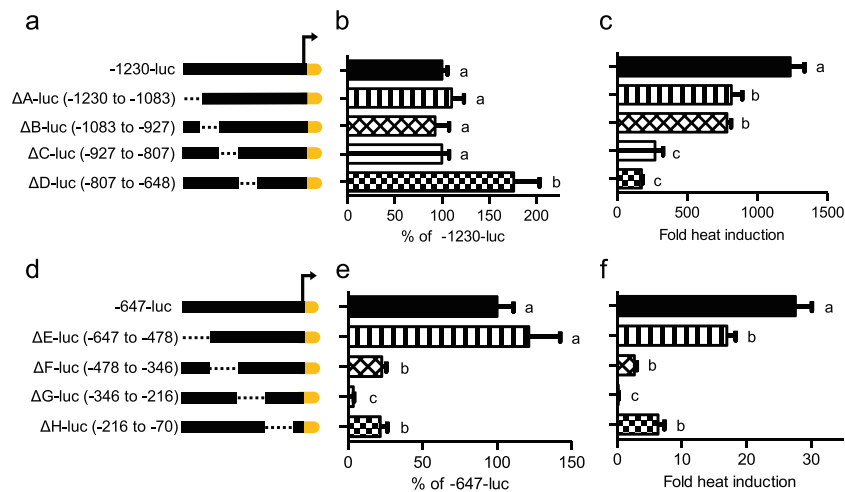 a
-1230-luc
ΔA-luc (-1230 to -1083)
ΔB-luc (-1083 to -927)
ΔC-luc (-927 to -807)
ΔD-luc (-807 to -648)
b
a
a
a
a
b
0 50 100 150 200
% of -1230-luc
c
a
b
b
c
c
0 500 1000 1500
Fold heat induction
d
-647-luc
ΔE-luc (-647 to -478)
ΔF-luc (-478 to -346)
ΔG-luc (-346 to -216)
ΔH-luc (-216 to -70)
e
a
a
b
c
b
0 50 100 150
% of -647-luc
f
a
b
b
c
b
0 10 20 30
Fold heat induction